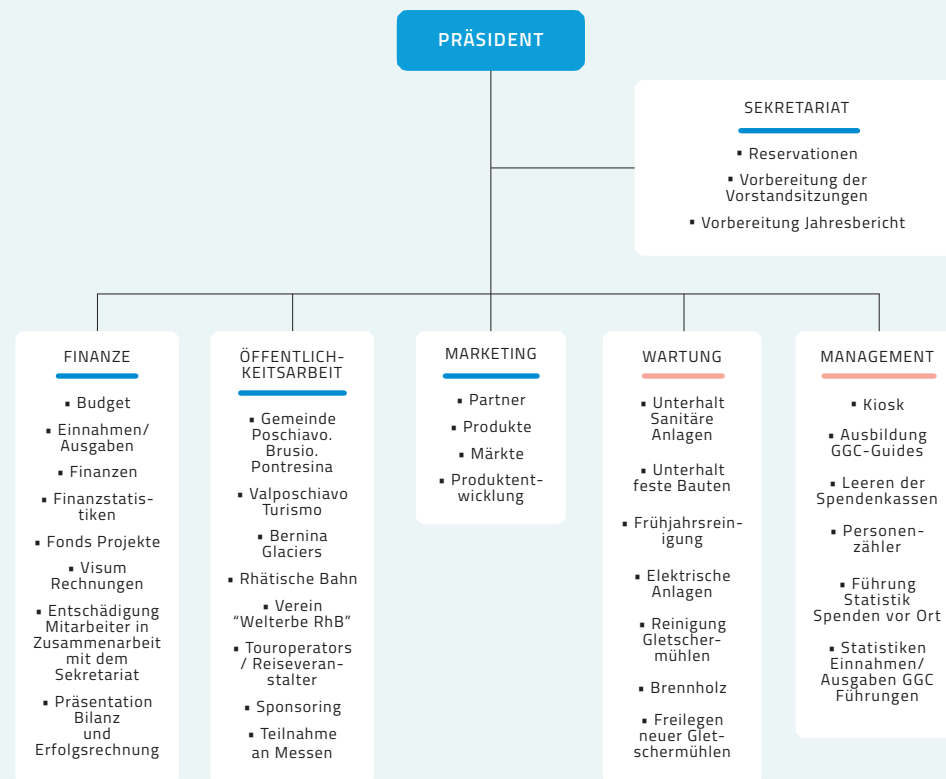 PRÄSIDENT
SEKRETARIAT
▪ Reservationen
▪ Vorbereitung der
Vorstandsitzungen
▪ Vorbereitung Jahresbericht
FINANZE
▪ Budget
▪ Einnahmen/
Ausgaben
▪ Finanzen
▪ Finanzstatis-
tiken
▪ Fonds Projekte
▪ Visum
Rechnungen
▪ Entschädigung
Mitarbeiter in
Zusammenarbeit
mit dem
Sekretariat
▪ Präsentation
Bilanz
und
Erfolgsrechnung
ÖFFENTLICH-
KEITSARBEIT
▪ Gemeinde
Poschiavo.
Brusio.
Pontresina
▪ Valposchiavo
Turismo
▪ Bernina
Glaciers
▪ Rhätische Bahn
▪ Verein
“Welterbe RhB”
▪ Touroperators
/ Reiseveran-
stalter
▪ Sponsoring
▪ Teilnahme
an Messen
MARKETING
▪ Partner
▪ Produkte
▪ Märkte
▪ Produktent-
wicklung
WARTUNG
▪ Unterhalt
Sanitäre
Anlagen
▪ Unterhalt
feste Bauten
▪ Frühjahrsrein-
igung
▪ Elektrische
Anlagen
▪ Reinigung
Gletscher-
mühlen
▪ Brennholz
▪ Freilegen
neuer Glet-
schermühlen
MANAGEMENT
▪ Kiosk
▪ Ausbildung
GGC-Guides
▪ Leeren der
Spendenkassen
▪ Personen-
zähler
▪ Führung
Statistik
Spenden vor Ort
▪ Statistiken
Einnahmen/
Ausgaben GGC
Führungen